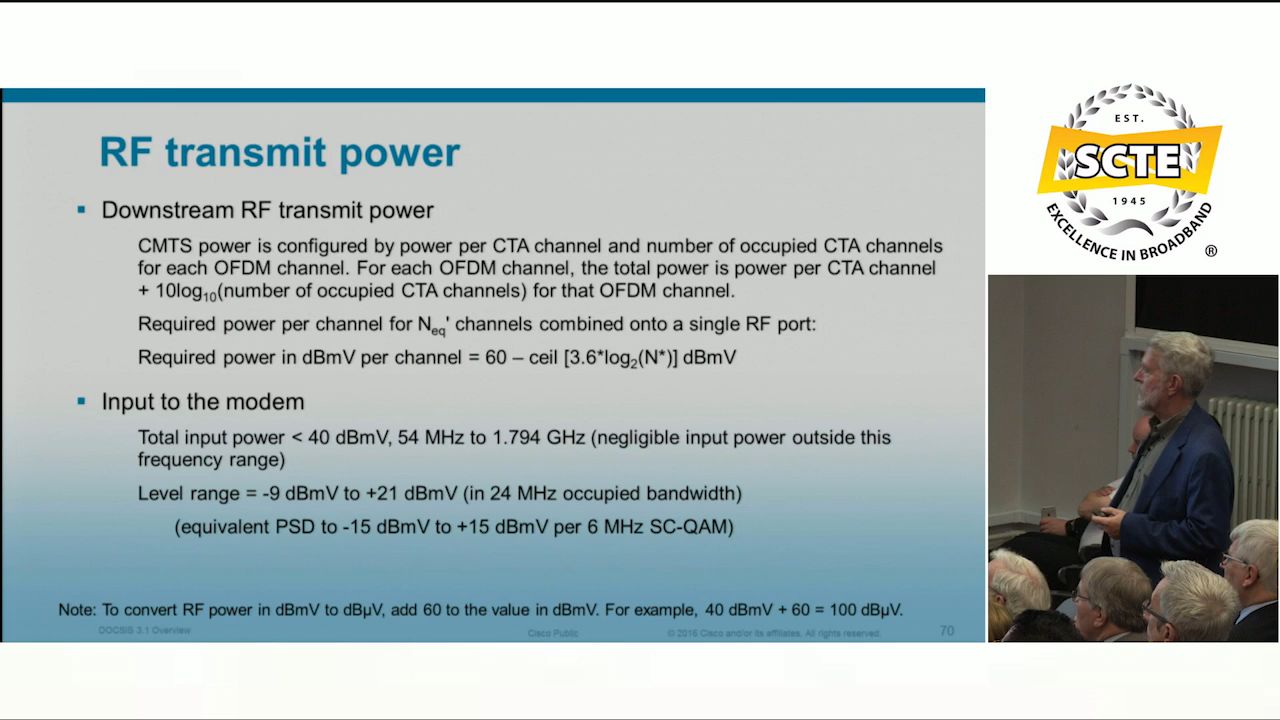 RF transmit power
▪ Downstream RF transmit power
CMTS power is configured by power per CTA channel and number of occupied CTA channels
for each OFDM channel. For each OFDM channel, the total power is power per CTA channel
+ 10log10(number of occupied CTA channels) for that OFDM channel.
Required power per channel for Neq' channels combined onto a single RF port:
Required power in dBmV per channel = 60 – ceil [3.6*log2(N*)] dBmV
▪ Input to the modem
Total input power < 40 dBmV, 54 MHz to 1.794 GHz (negligible input power outside this
frequency range)
Level range = -9 dBmV to +21 dBmV (in 24 MHz occupied bandwidth)
(equivalent PSD to -15 dBmV to +15 dBmV per 6 MHz SC-QAM)
Note: To convert RF power in dBmV to dBµV, add 60 to the value in dBmV. For example, 40 dBmV + 60 = 100 dBµV.
DOCSIS 3.1 Overview
Cisco Public
© 2016 Cisco and/or its affiliates. All rights reserved.
70
EST.
SCTE
1945
EXCELLENCE IN BROADBAND
®